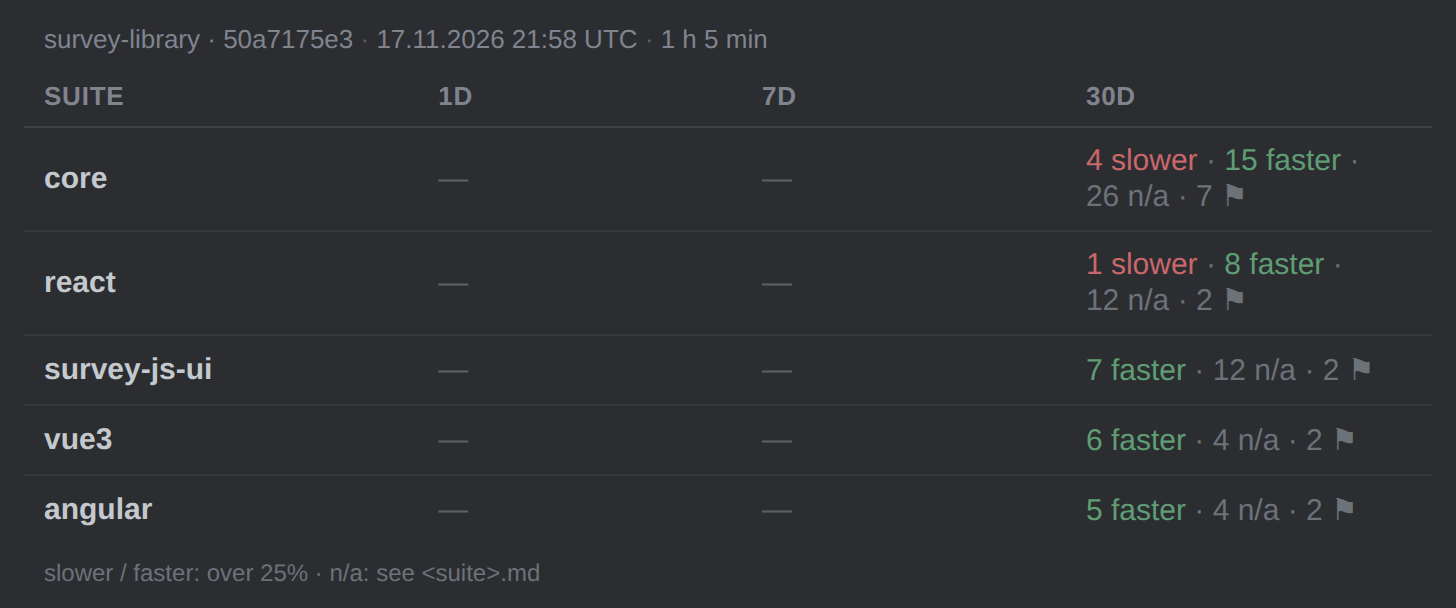 survey-library · 50a7175e3 · 17.11.2026 21:58 UTC · 1 h 5 min
SUITE 1D 7D 30D
core — — 4 slower · 15 faster ·
26 n/a · 7 ⚑
react — — 1 slower · 8 faster ·
12 n/a · 2 ⚑
survey-js-ui — — 7 faster · 12 n/a · 2 ⚑
vue3 — — 6 faster · 4 n/a · 2 ⚑
angular — — 5 faster · 4 n/a · 2 ⚑
slower / faster: over 25% · n/a: see <suite>.md